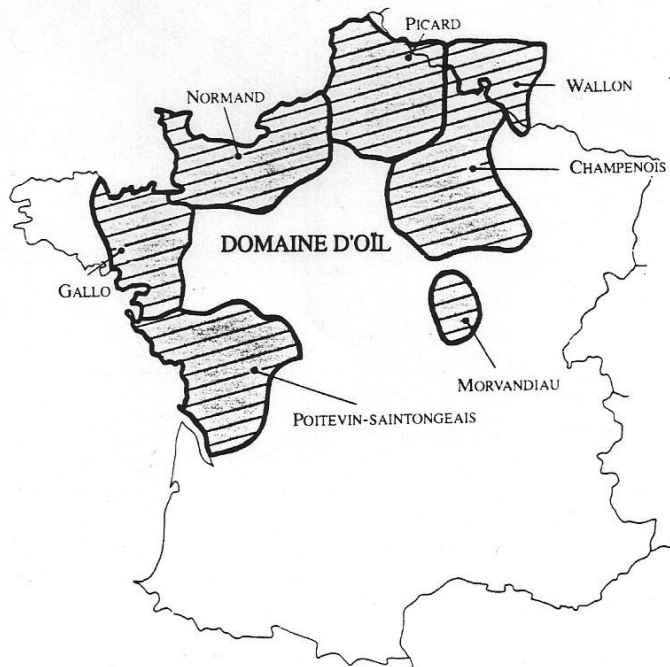 PICARD
WALLON
NORMAND
CHAMPENOIS
DOMAINE D'OÏL
GALLO
MORVANDIAU
POITEVIN-SAINTONGEAIS